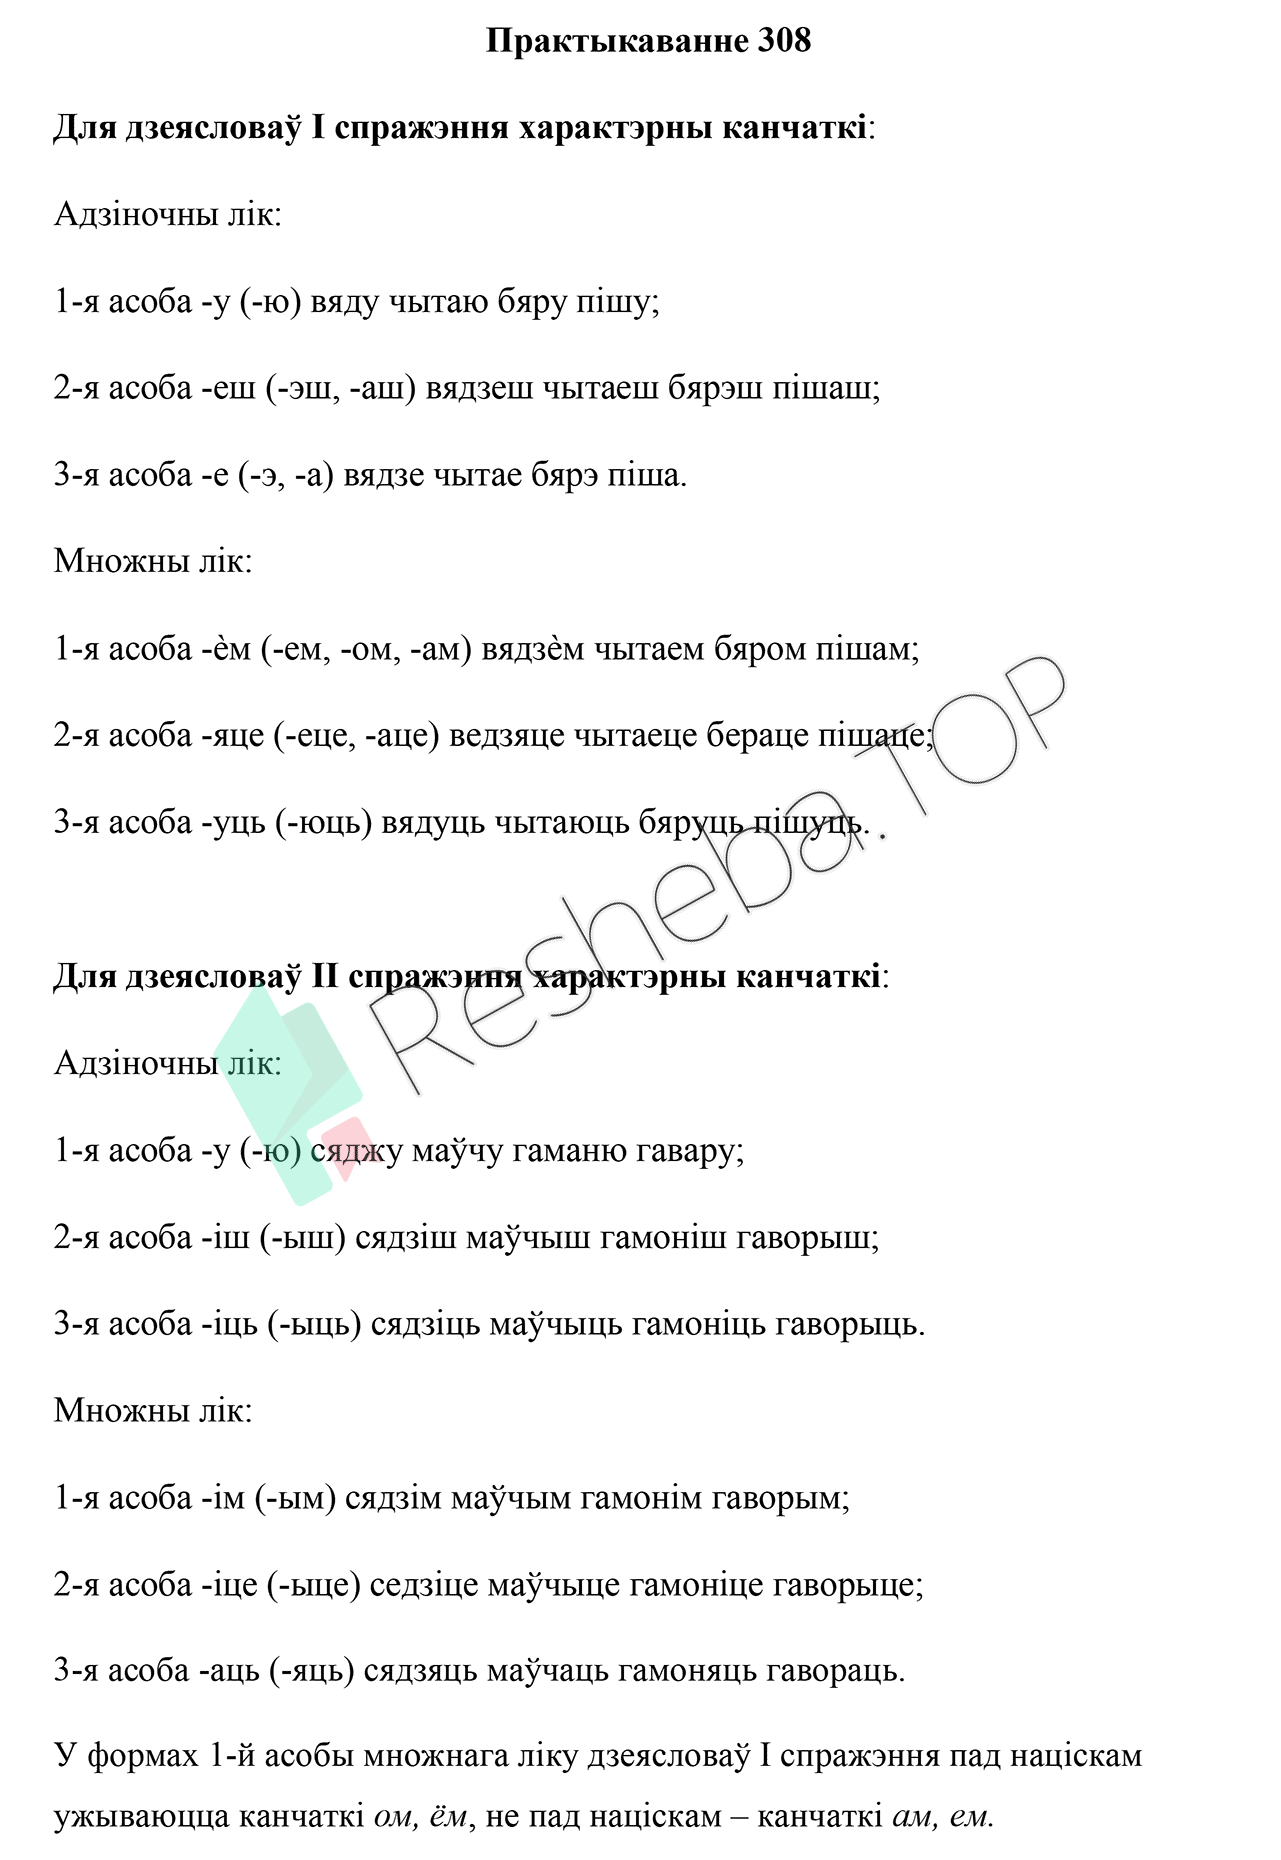 Практыкаванне 308
Для дзеясловаў I спражэння характэрны канчаткі:
Адзіночны лік:
1-я асоба -у (-ю) вяду чытаю бяру пішу;
2-я асоба -еш (-эш, -аш) вядзеш чытаеш бярэш пішаш;
3-я асоба -е (-э, -а) вядзе чытае бярэ піша.
Множны лік:
1-я асоба -ѐм (-ем, -ом, -ам) вядзѐм чытаем бяром пішам;
2-я асоба -яце (-еце, -аце) ведзяце чытаеце бераце пішаце;
3-я асоба -уць (-юць) вядуць чытаюць бяруць пішуць.
Для дзеясловаў II спражэння характэрны канчаткі:
Адзіночны лік:
1-я асоба -у (-ю) сяджу маўчу гаманю гавару;
2-я асоба -іш (-ыш) сядзіш маўчыш гамоніш гаворыш;
3-я асоба -іць (-ыць) сядзіць маўчыць гамоніць гаворыць.
Множны лік:
1-я асоба -ім (-ым) сядзім маўчым гамонім гаворым;
2-я асоба -іце (-ыце) седзіце маўчыце гамоніце гаворыце;
3-я асоба -аць (-яць) сядзяць маўчаць гамоняць гавораць.
У формах 1-й асобы множнага ліку дзеясловаў I спражэння пад націскам
ужываюцца канчаткі ом, ём, не пад націскам – канчаткі ам, ем.
Resheba.TOP